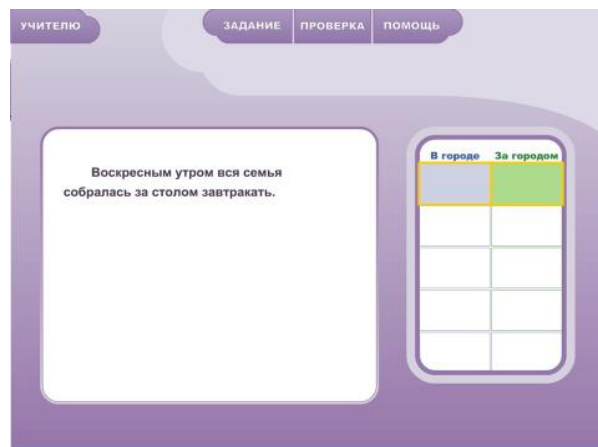 УЧИТЕЛЮ
ЗАДАНИЕ ПРОВЕРКА ПОМОЩЬ
Воскресным утром вся семья
собралась за столом завтракать.
В городе За городом